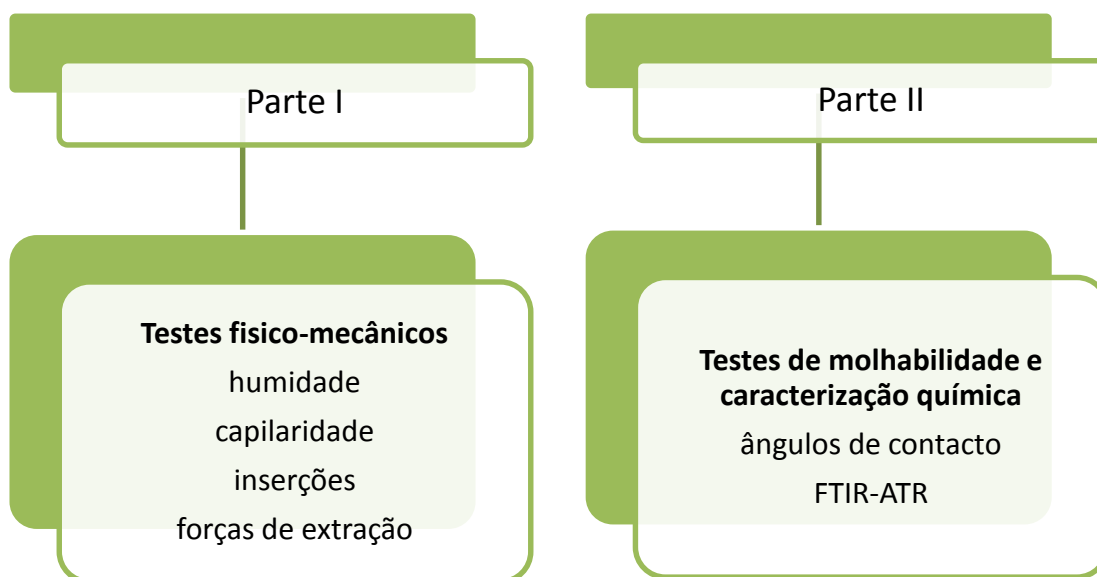 Parte I
Testes fisico-mecânicos
humidade
capilaridade
inserções
forças de extração
Parte II
Testes de molhabilidade e
caracterização química
ângulos de contacto
FTIR-ATR